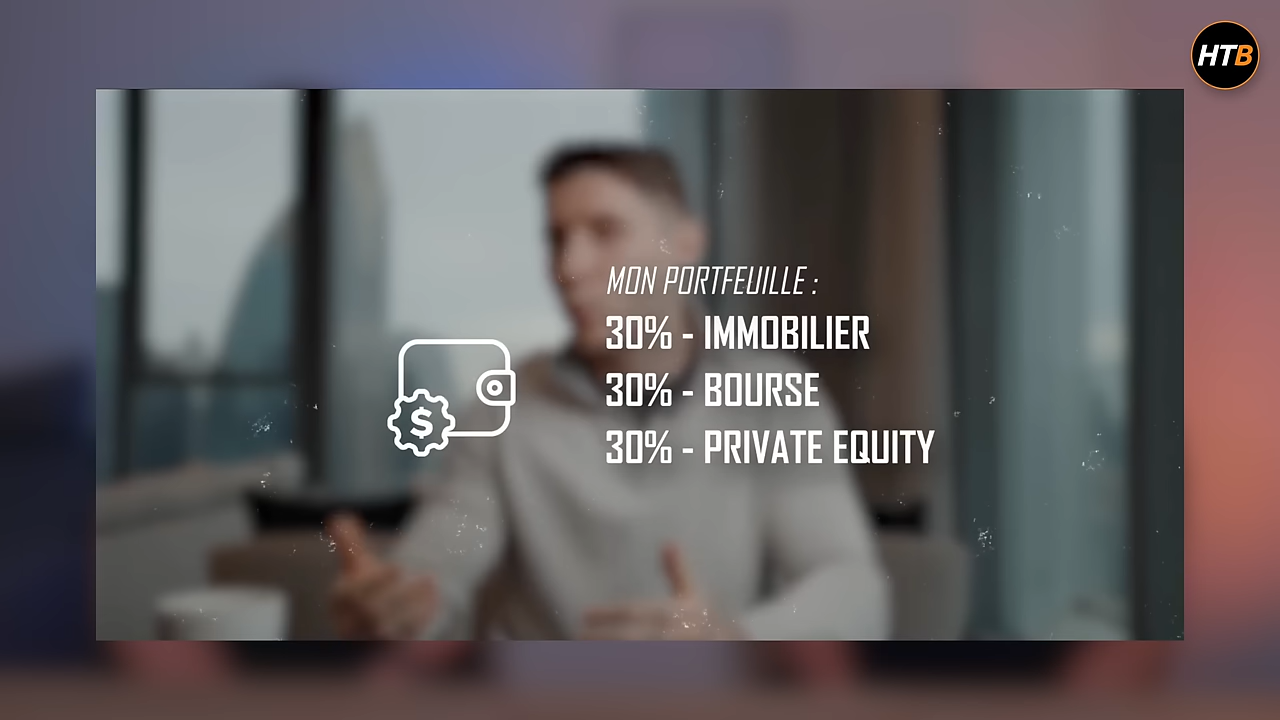 HTB
MON PORTFEUILLE :
30% - IMMOBILIER
30% - BOURSE
30% - PRIVATE EQUITY
$